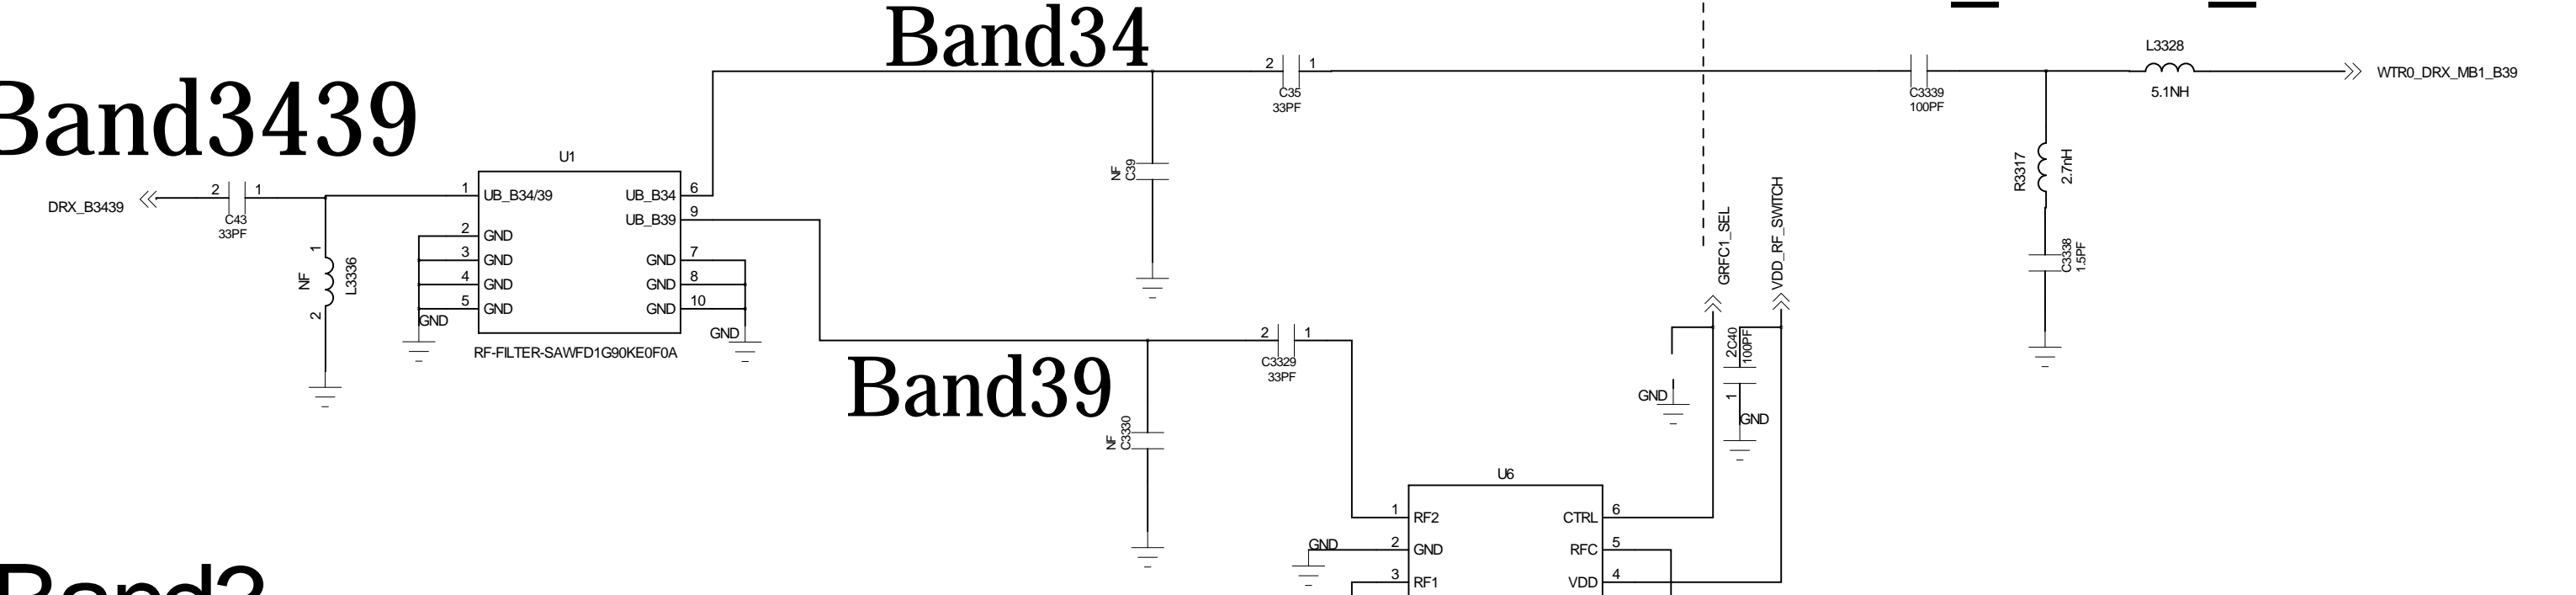 Band34
L3328
5.1NH
WTR0_DRX_MB1_B39
2
1
C35
33PF
C3339
100PF
Band3439
U1
DRX_B3439
2
1
C43
33PF
1
UB_B34/39
2
GND
3
GND
4
GND
5
GND
GND
UB_B34
6
UB_B39
9
GND
7
GND
8
GND
10
GND
RF-FILTER-SAWFD1G90KE0F0A
1
NF
L3336
2
NF
C39
R3317
2.7nH
C3338
1.5PF
GRFC1_SEL
VDD_RF_SWITCH
2
1
C3329
33PF
Band39
NF
C3330
GND
2
C40
100PF
1
GND
U6
1
RF2
GND
2
GND
3
RF1
CTRL
6
RFC
5
VDD
4